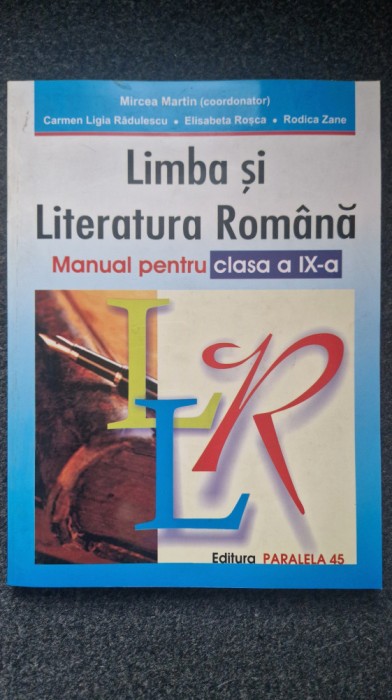 Mircea Martin (coordonator)
Carmen Ligia Rădulescu • Elisabeta Roșca • Rodica Zane
Limba și
Literatura Română
Manual pentru clasa a IX-a
L
L R
Editura PARALELA 45